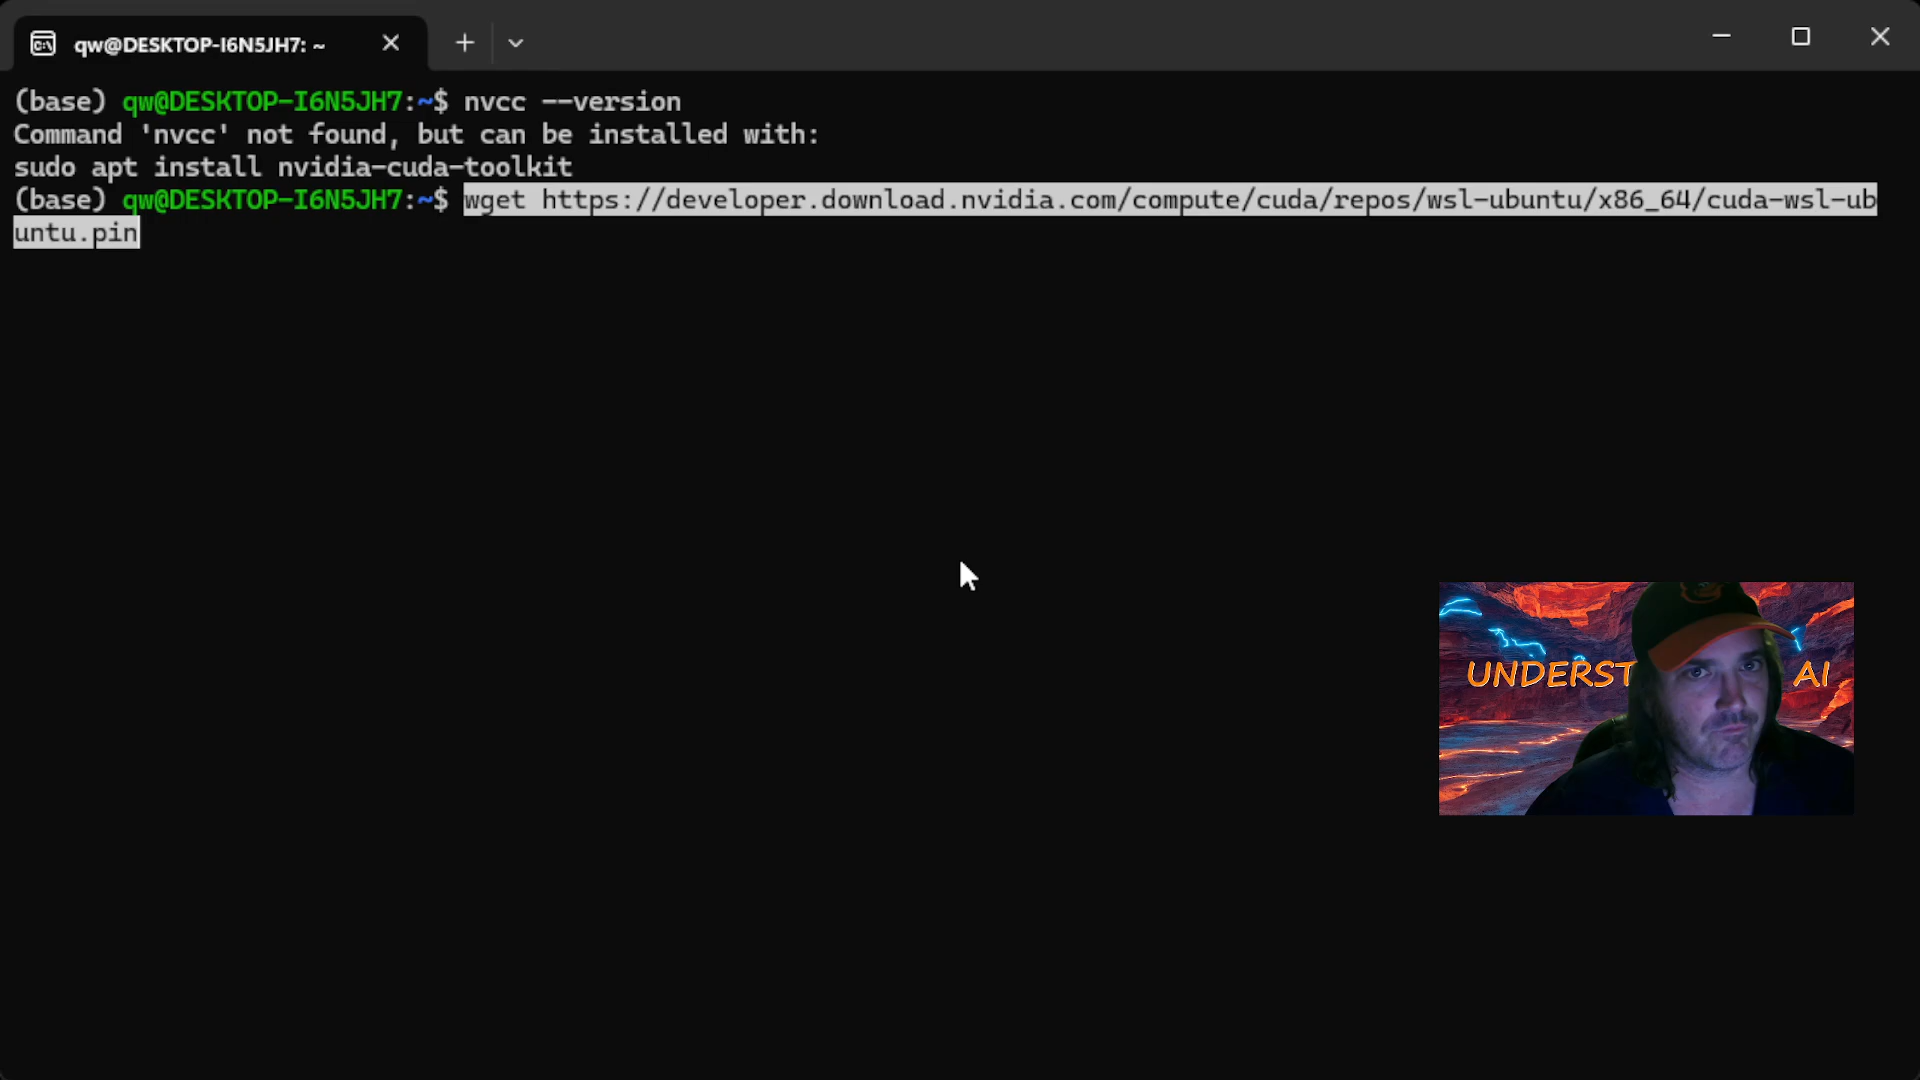 qw@DESKTOP-I6N5JH7: ~
(base) qw@DESKTOP-I6N5JH7:~$ nvcc --version
Command 'nvcc' not found, but can be installed with:
sudo apt install nvidia-cuda-toolkit
(base) qw@DESKTOP-I6N5JH7:~$ wget https://developer.download.nvidia.com/compute/cuda/repos/wsl-ubuntu/x86_64/cuda-wsl-ub
untu.pin
UNDERST AI